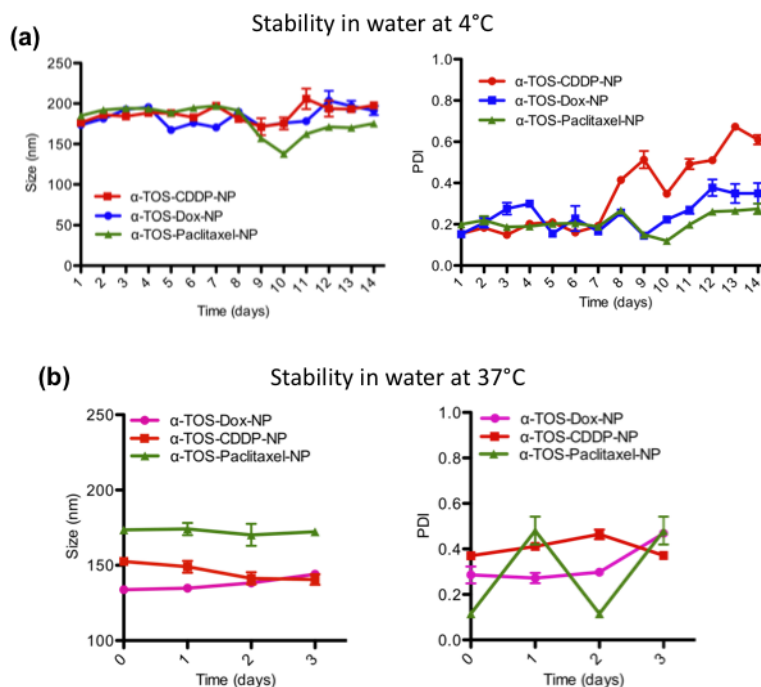 Stability in water at 4°C
(a)
Size (nm)
250
200
150
100
50
0
α-TOS-CDDP-NP
α-TOS-Dox-NP
α-TOS-Paclitaxel-NP
1 2 3 4 5 6 7 8 9 10 11 12 13 14
Time (days)
PDI
1.0
0.8
0.6
0.4
0.2
0.0
α-TOS-CDDP-NP
α-TOS-Dox-NP
α-TOS-Paclitaxel-NP
1 2 3 4 5 6 7 8 9 10 11 12 13 14
Time (days)
(b)
Stability in water at 37°C
Size (nm)
250
200
150
100
α-TOS-Dox-NP
α-TOS-CDDP-NP
α-TOS-Paclitaxel-NP
0 1 2 3
Time (days)
PDI
1.0
0.8
0.6
0.4
0.2
0.0
α-TOS-Dox-NP
α-TOS-CDDP-NP
α-TOS-Paclitaxel-NP
0 1 2 3
Time (days)